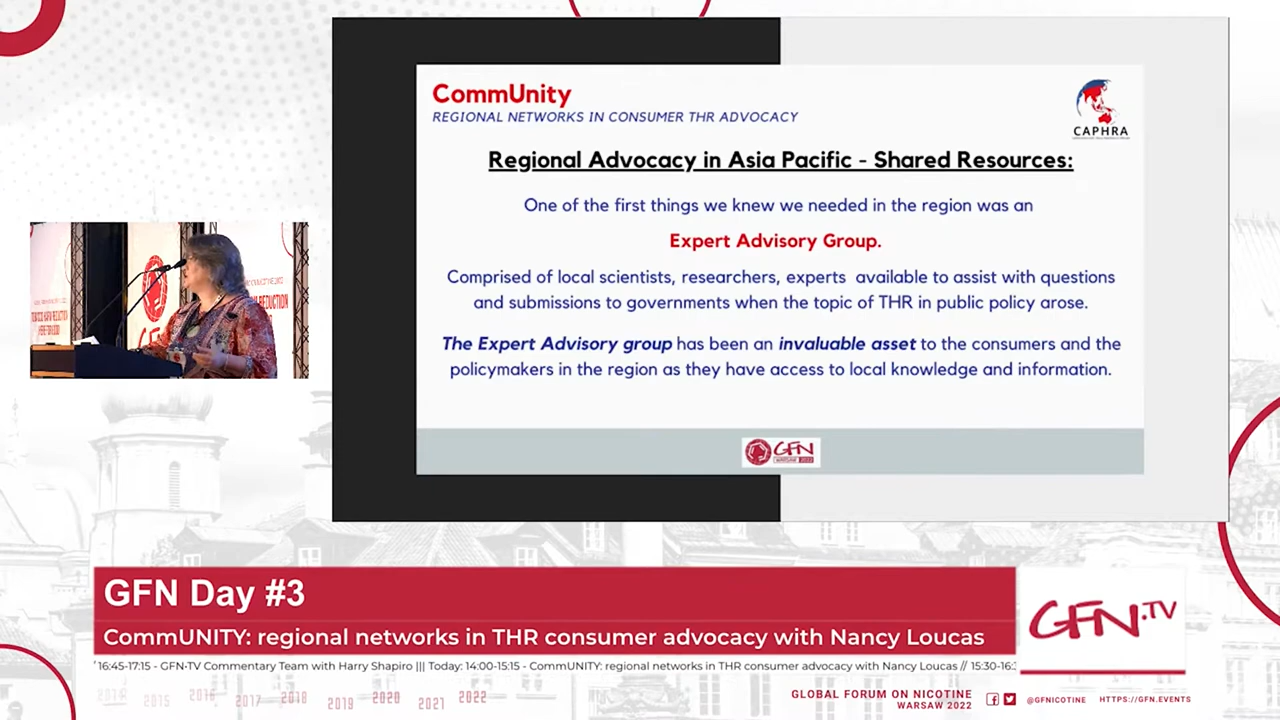 CommUnity
REGIONAL NETWORKS IN CONSUMER THR ADVOCACY
CAPHRA
Regional Advocacy in Asia Pacific - Shared Resources:
One of the first things we knew we needed in the region was an
Expert Advisory Group.
Comprised of local scientists, researchers, experts available to assist with questions
and submissions to governments when the topic of THR in public policy arose.
The Expert Advisory group has been an invaluable asset to the consumers and the
policymakers in the region as they have access to local knowledge and information.
GFN
WARSAW 2022
GFN Day #3
CommUNITY: regional networks in THR consumer advocacy with Nancy Loucas
GFN.TV
16:45-17:15 - GFN•TV Commentary Team with Harry Shapiro ||| Today: 14:00-15:15 - CommUNITY: regional networks in THR consumer advocacy with Nancy Loucas // 15:30-16:
2015 2016 2017 2018 2019 2020 2021 2022
GLOBAL FORUM ON NICOTINE
WARSAW 2022
@GFNICOTINE
HTTPS://GFN.EVENTS